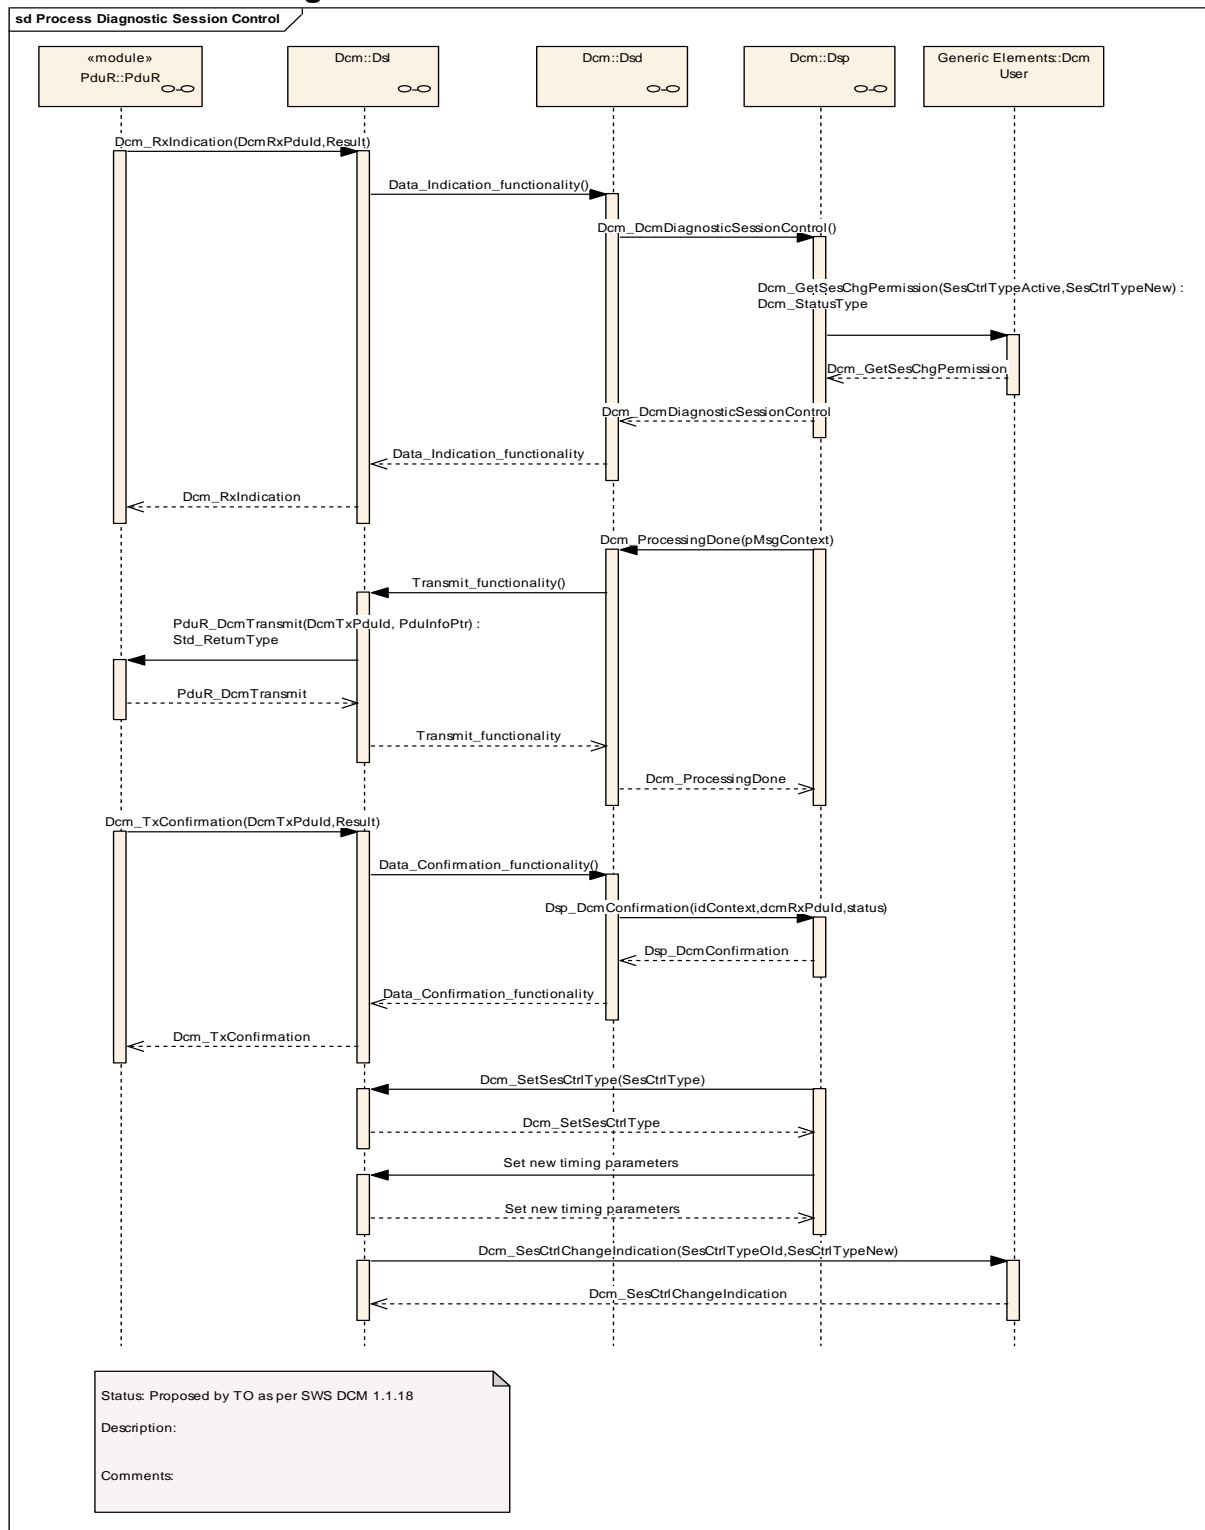 sd Process Diagnostic Session Control
«module»
PduR::PduR
Dcm::Dsl
Dcm::Dsd
Dcm::Dsp
Generic Elements::Dcm
User
Dcm_RxIndication(DcmRxPduId,Result)
Data_Indication_functionality()
Dcm_DcmDiagnosticSessionControl()
Dcm_GetSesChgPermission(SesCtrlTypeActive,SesCtrlTypeNew) :
Dcm_StatusType
Dcm_GetSesChgPermission
Dcm_DcmDiagnosticSessionControl
Data_Indication_functionality
Dcm_RxIndication
Dcm_ProcessingDone(pMsgContext)
Transmit_functionality()
PduR_DcmTransmit(DcmTxPduId, PduInfoPtr) :
Std_ReturnType
PduR_DcmTransmit
Transmit_functionality
Dcm_ProcessingDone
Dcm_TxConfirmation(DcmTxPduId,Result)
Data_Confirmation_functionality()
Dsp_DcmConfirmation(idContext,dcmRxPduId,status)
Dsp_DcmConfirmation
Data_Confirmation_functionality
Dcm_TxConfirmation
Dcm_SetSesCtrlType(SesCtrlType)
Dcm_SetSesCtrlType
Set new timing parameters
Set new timing parameters
Dcm_SesCtrlChangeIndication(SesCtrlTypeOld,SesCtrlTypeNew)
Dcm_SesCtrlChangeIndication
Status: Proposed by TO as per SWS DCM 1.1.18
Description:
Comments: